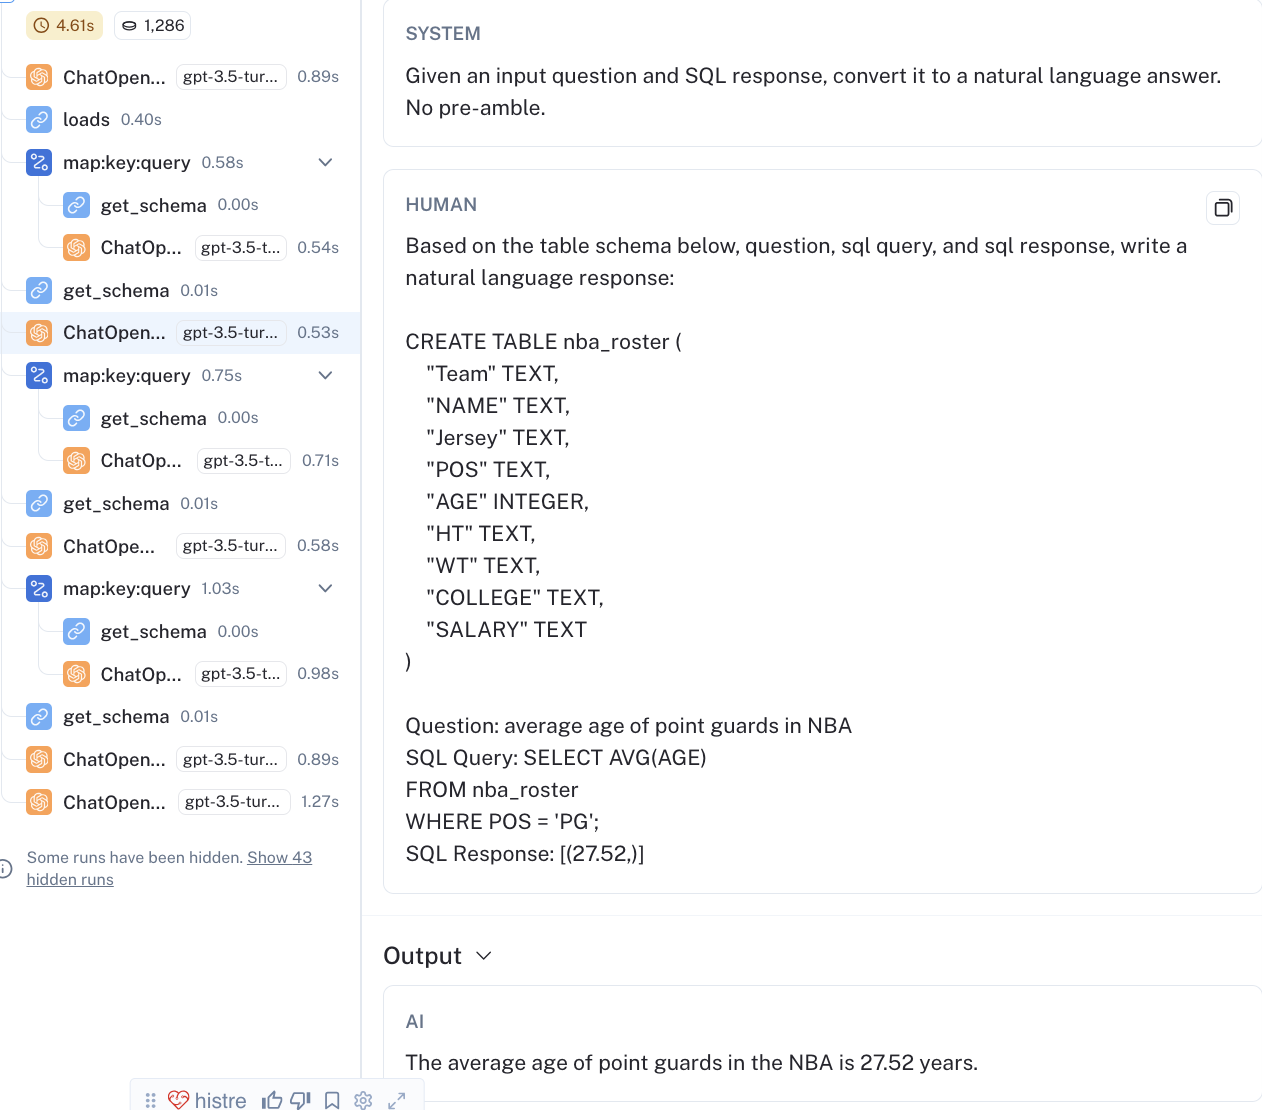 4.61s 1,286
ChatOpen... gpt-3.5-tur... 0.89s
loads 0.40s
map:key:query 0.58s
get_schema 0.00s
ChatOp... gpt-3.5-t... 0.54s
get_schema 0.01s
ChatOpen... gpt-3.5-tur... 0.53s
map:key:query 0.75s
get_schema 0.00s
ChatOp... gpt-3.5-t... 0.71s
get_schema 0.01s
ChatOpe... gpt-3.5-tur... 0.58s
map:key:query 1.03s
get_schema 0.00s
ChatOp... gpt-3.5-t... 0.98s
get_schema 0.01s
ChatOpen... gpt-3.5-tur... 0.89s
ChatOpen... gpt-3.5-tur... 1.27s
Some runs have been hidden. Show 43
hidden runs
SYSTEM
Given an input question and SQL response, convert it to a natural language answer.
No pre-amble.
HUMAN
Based on the table schema below, question, sql query, and sql response, write a
natural language response:
CREATE TABLE nba_roster (
"Team" TEXT,
"NAME" TEXT,
"Jersey" TEXT,
"POS" TEXT,
"AGE" INTEGER,
"HT" TEXT,
"WT" TEXT,
"COLLEGE" TEXT,
"SALARY" TEXT
)
Question: average age of point guards in NBA
SQL Query: SELECT AVG(AGE)
FROM nba_roster
WHERE POS = 'PG';
SQL Response: [(27.52,)]
Output
AI
The average age of point guards in the NBA is 27.52 years.
histre